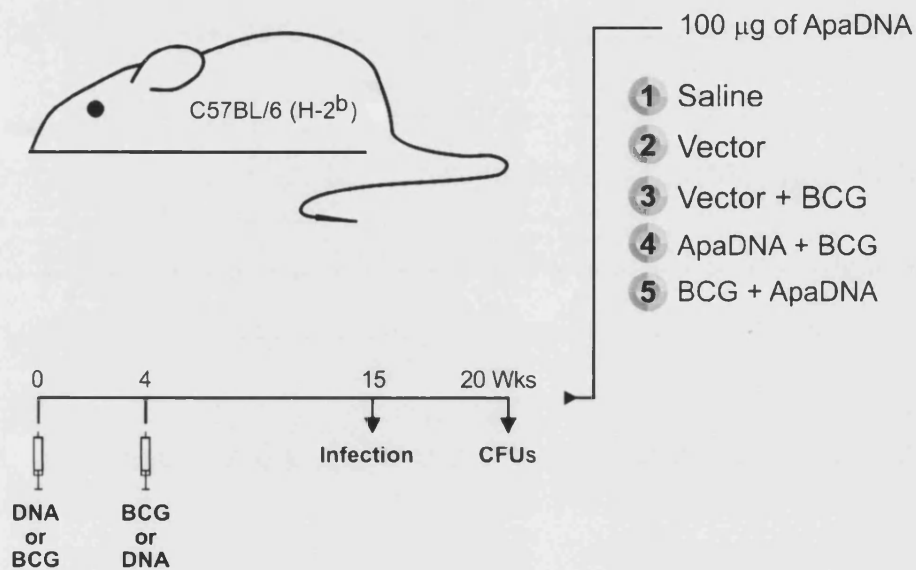 100 μg of ApaDNA
C57BL/6 (H-2ᵇ)
1 Saline
2 Vector
3 Vector + BCG
4 ApaDNA + BCG
5 BCG + ApaDNA
0 4 15 20 Wks
Infection CFUs
DNA BCG
or or
BCG DNA